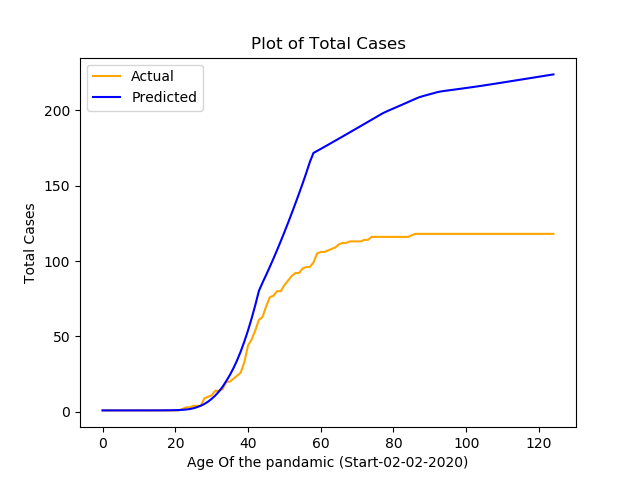 Plot of Total Cases
Actual
Predicted
200
150
100
50
0
Total Cases
0 20 40 60 80 100 120
Age Of the pandamic (Start-02-02-2020)